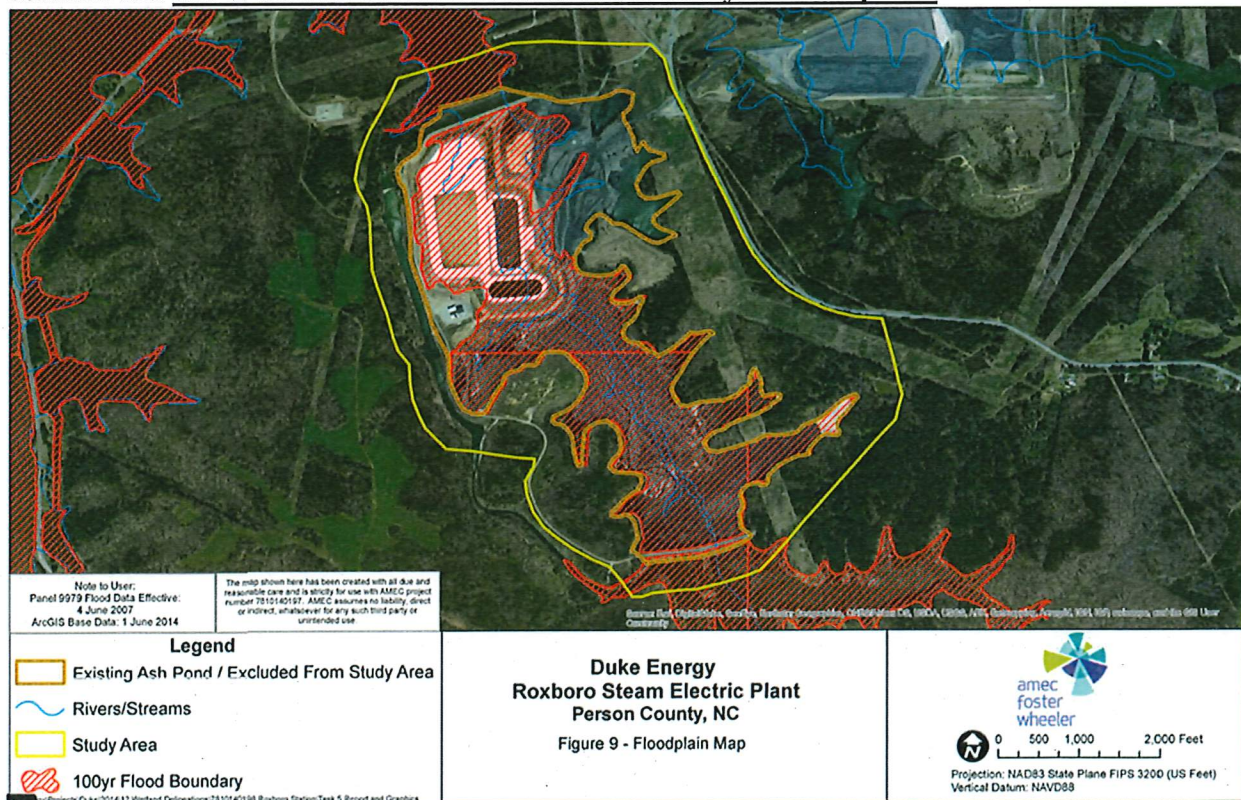 Note to User:
Panel 9979 Flood Data Effective:
4 June 2007
ArcGIS Base Data: 1 June 2014
The map shown here has been created with all due and
reasonable care and is strictly for use with AMEC project
number 7810140197. AMEC assumes no liability, direct
or indirect, whatsoever for any such third party or
unintended use.
Community
Legend
Existing Ash Pond / Excluded From Study Area
Rivers/Streams
Study Area
100yr Flood Boundary
Duke Energy
Roxboro Steam Electric Plant
Person County, NC
Figure 9 - Floodplain Map
amec
foster
wheeler
N
0 500 1,000 2,000 Feet
Projection: NAD83 State Plane FIPS 3200 (US Feet)
Vertical Datum: NAVD88